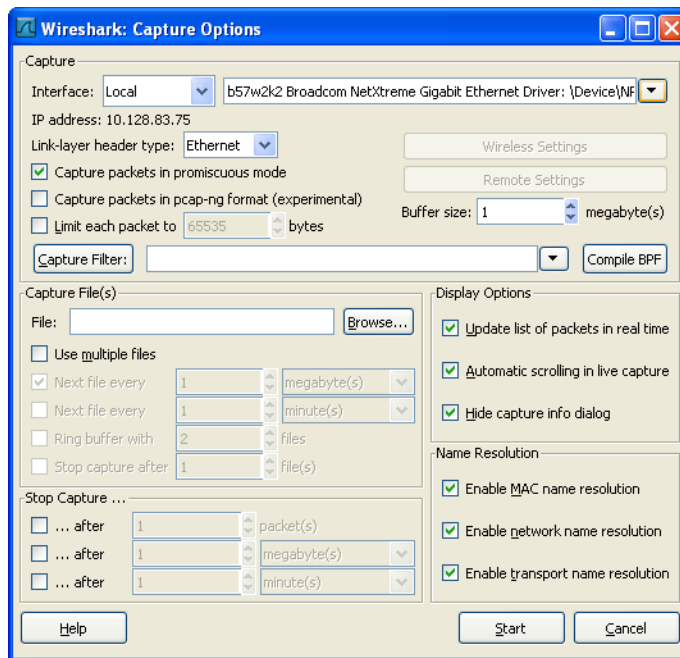 Wireshark: Capture Options
Capture
Interface: Local b57w2k2 Broadcom NetXtreme Gigabit Ethernet Driver: \Device\NF
IP address: 10.128.83.75
Link-layer header type: Ethernet
Wireless Settings
Capture packets in promiscuous mode
Remote Settings
Capture packets in pcap-ng format (experimental)
Buffer size: 1 megabyte(s)
Limit each packet to 65535 bytes
Capture Filter: Compile BPF
Capture File(s)
File: Browse...
Use multiple files
Next file every 1 megabyte(s)
Next file every 1 minute(s)
Ring buffer with 2 files
Stop capture after 1 file(s)
Stop Capture ...
... after 1 packet(s)
... after 1 megabyte(s)
... after 1 minute(s)
Display Options
Update list of packets in real time
Automatic scrolling in live capture
Hide capture info dialog
Name Resolution
Enable MAC name resolution
Enable network name resolution
Enable transport name resolution
Help Start Cancel